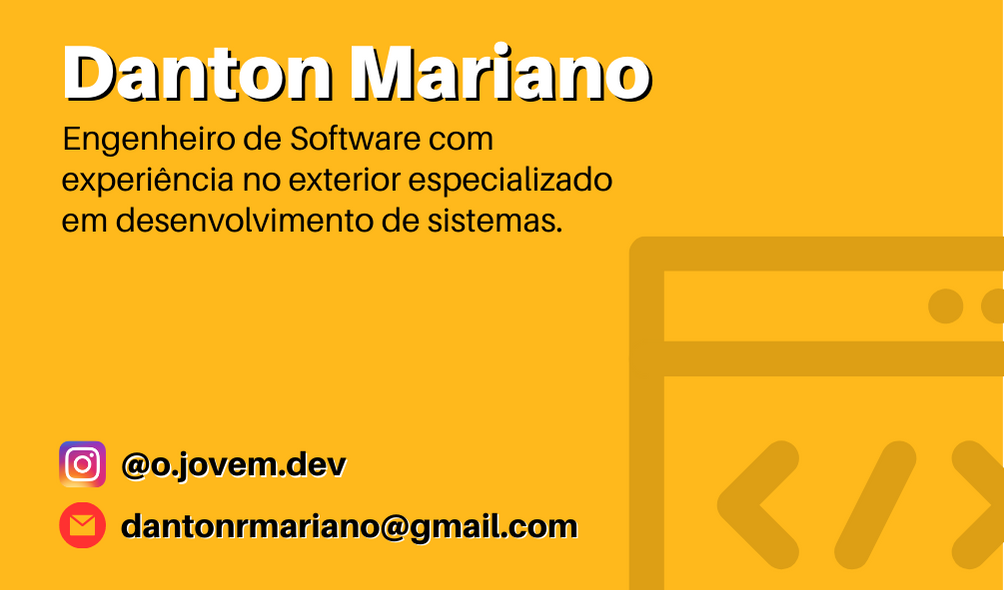 Danton Mariano
Engenheiro de Software com
experiência no exterior especializado
em desenvolvimento de sistemas.
@o.jovem.dev
dantonrmariano@gmail.com